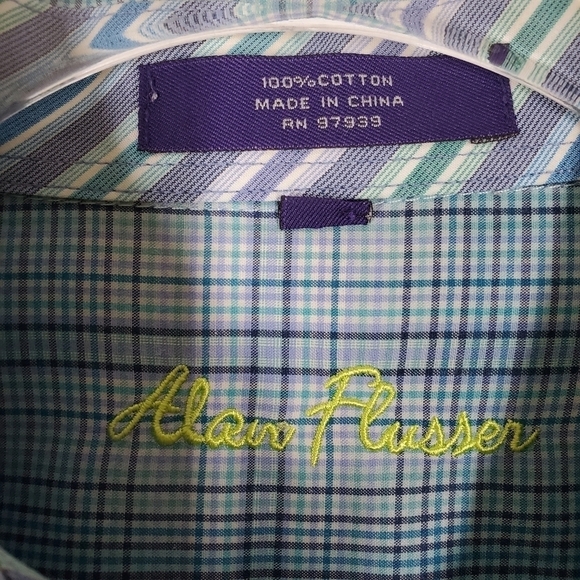 100%COTTON
MADE IN CHINA
RN 97939
Alan Flusser